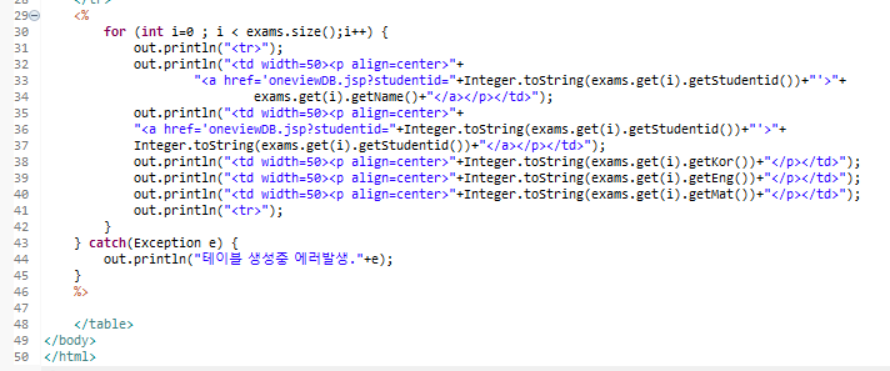 28 </tr>
29 <%
30 for (int i=0 ; i < exams.size();i++) {
31 out.println("<tr>");
32 out.println("<td width=50><p align=center>"+
33 "<a href='oneviewDB.jsp?studentid="+Integer.toString(exams.get(i).getStudentid())+"'>"+
34 exams.get(i).getName()+"</a></p></td>");
35 out.println("<td width=50><p align=center>"+
36 "<a href='oneviewDB.jsp?studentid="+Integer.toString(exams.get(i).getStudentid())+"'>"+
37 Integer.toString(exams.get(i).getStudentid())+"</a></p></td>");
38 out.println("<td width=50><p align=center>"+Integer.toString(exams.get(i).getKor())+"</p></td>");
39 out.println("<td width=50><p align=center>"+Integer.toString(exams.get(i).getEng())+"</p></td>");
40 out.println("<td width=50><p align=center>"+Integer.toString(exams.get(i).getMat())+"</p></td>");
41 out.println("<tr>");
42 }
43 } catch(Exception e) {
44 out.println("테이블 생성중 에러발생."+e);
45 }
46 %>
47
48 </table>
49 </body>
50 </html>